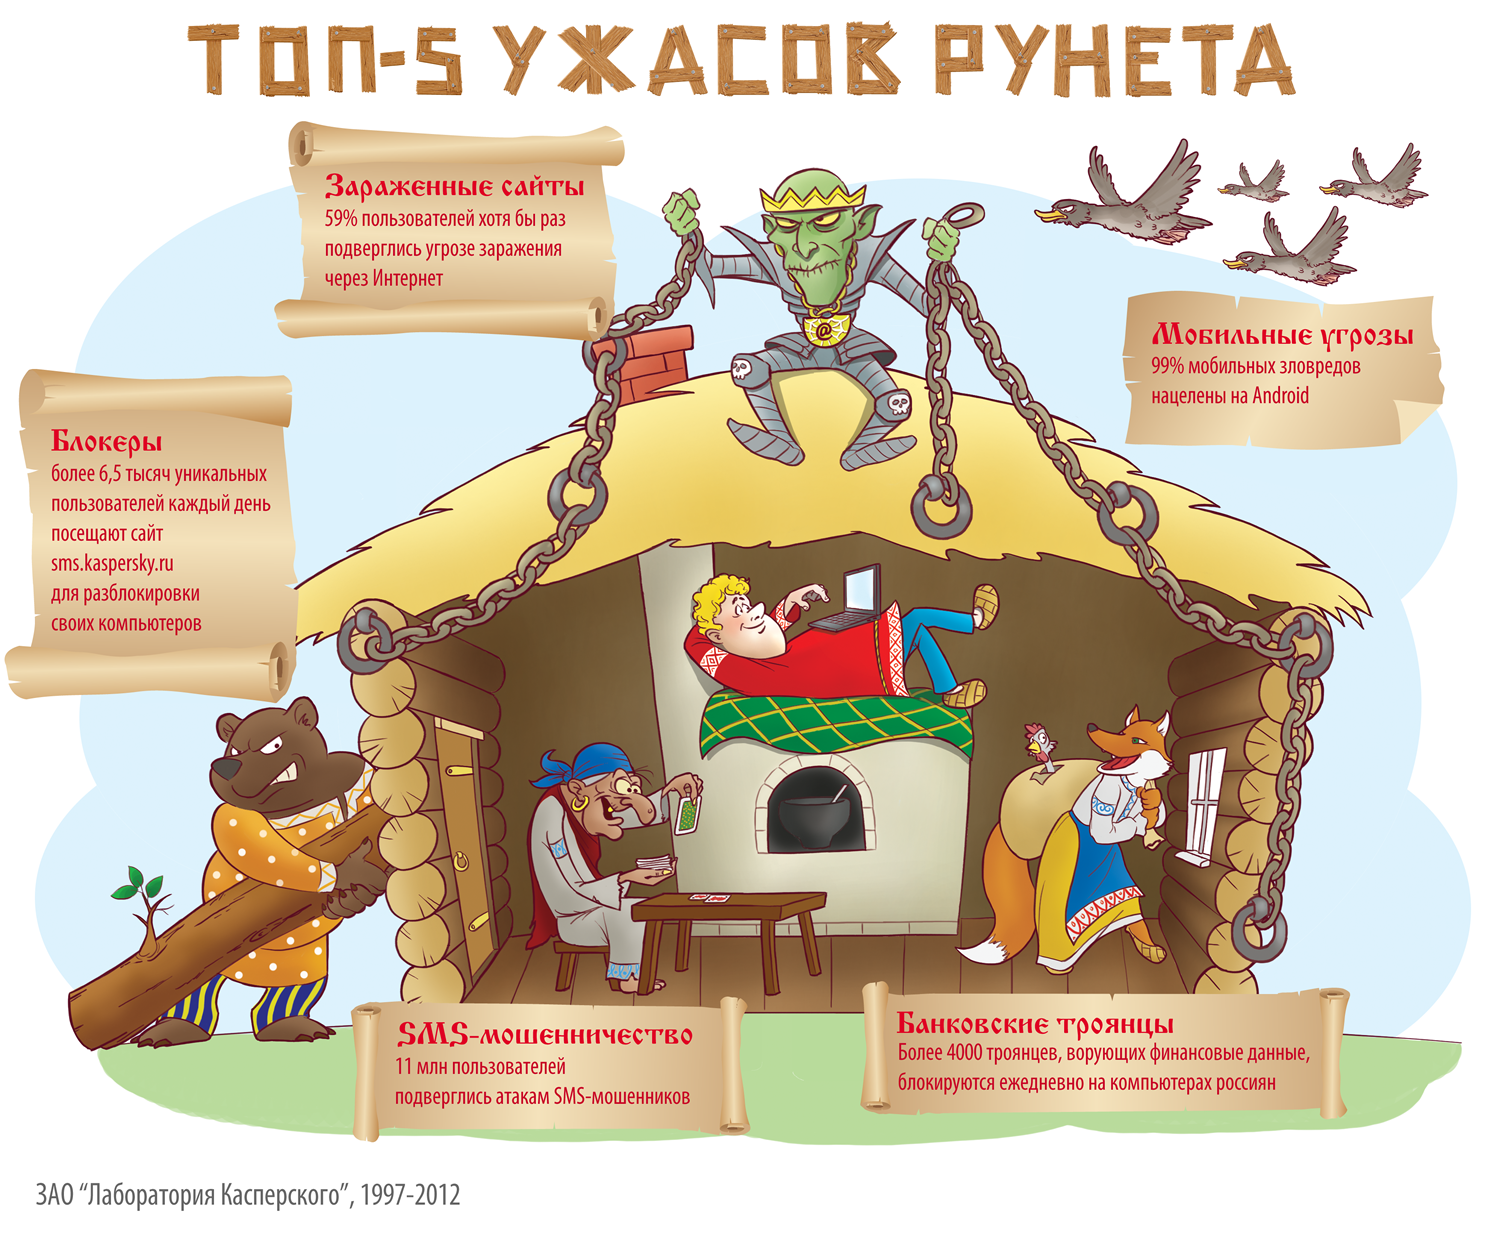 ТОП-5 УЖАСОВ РУНЕТА
Зараженные сайты
59% пользователей хотя бы раз
подверглись угрозе заражения
через Интернет
Мобильные угрозы
99% мобильных зловредов
нацелены на Android
Блокеры
более 6,5 тысяч уникальных
пользователей каждый день
посещают сайт
sms.kaspersky.ru
для разблокировки
своих компьютеров
@
SMS-мошенничество
11 млн пользователей
подверглись атакам SMS-мошенников
Банковские троянцы
Более 4000 троянцев, ворующих финансовые данные,
блокируются ежедневно на компьютерах россиян
ЗАО “Лаборатория Касперского”, 1997-2012